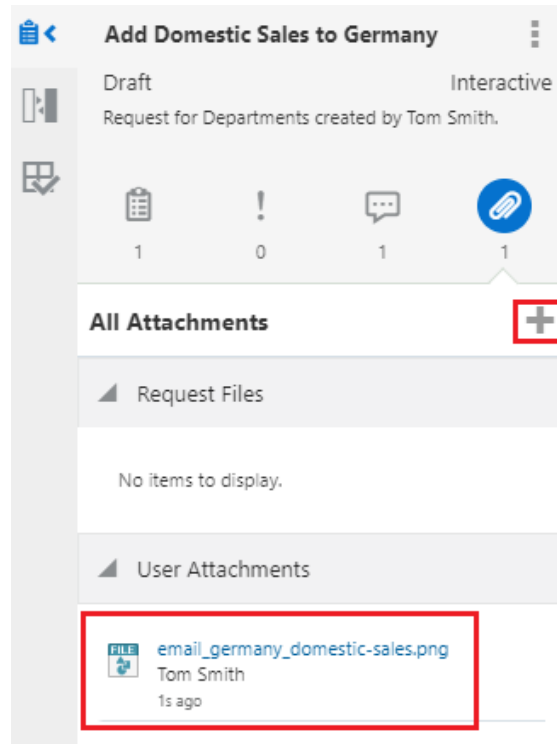 Add Domestic Sales to Germany
Draft Interactive
Request for Departments created by Tom Smith.
1 0 1 1
All Attachments
Request Files
No items to display.
User Attachments
FILE
email_germany_domestic-sales.png
Tom Smith
1s ago